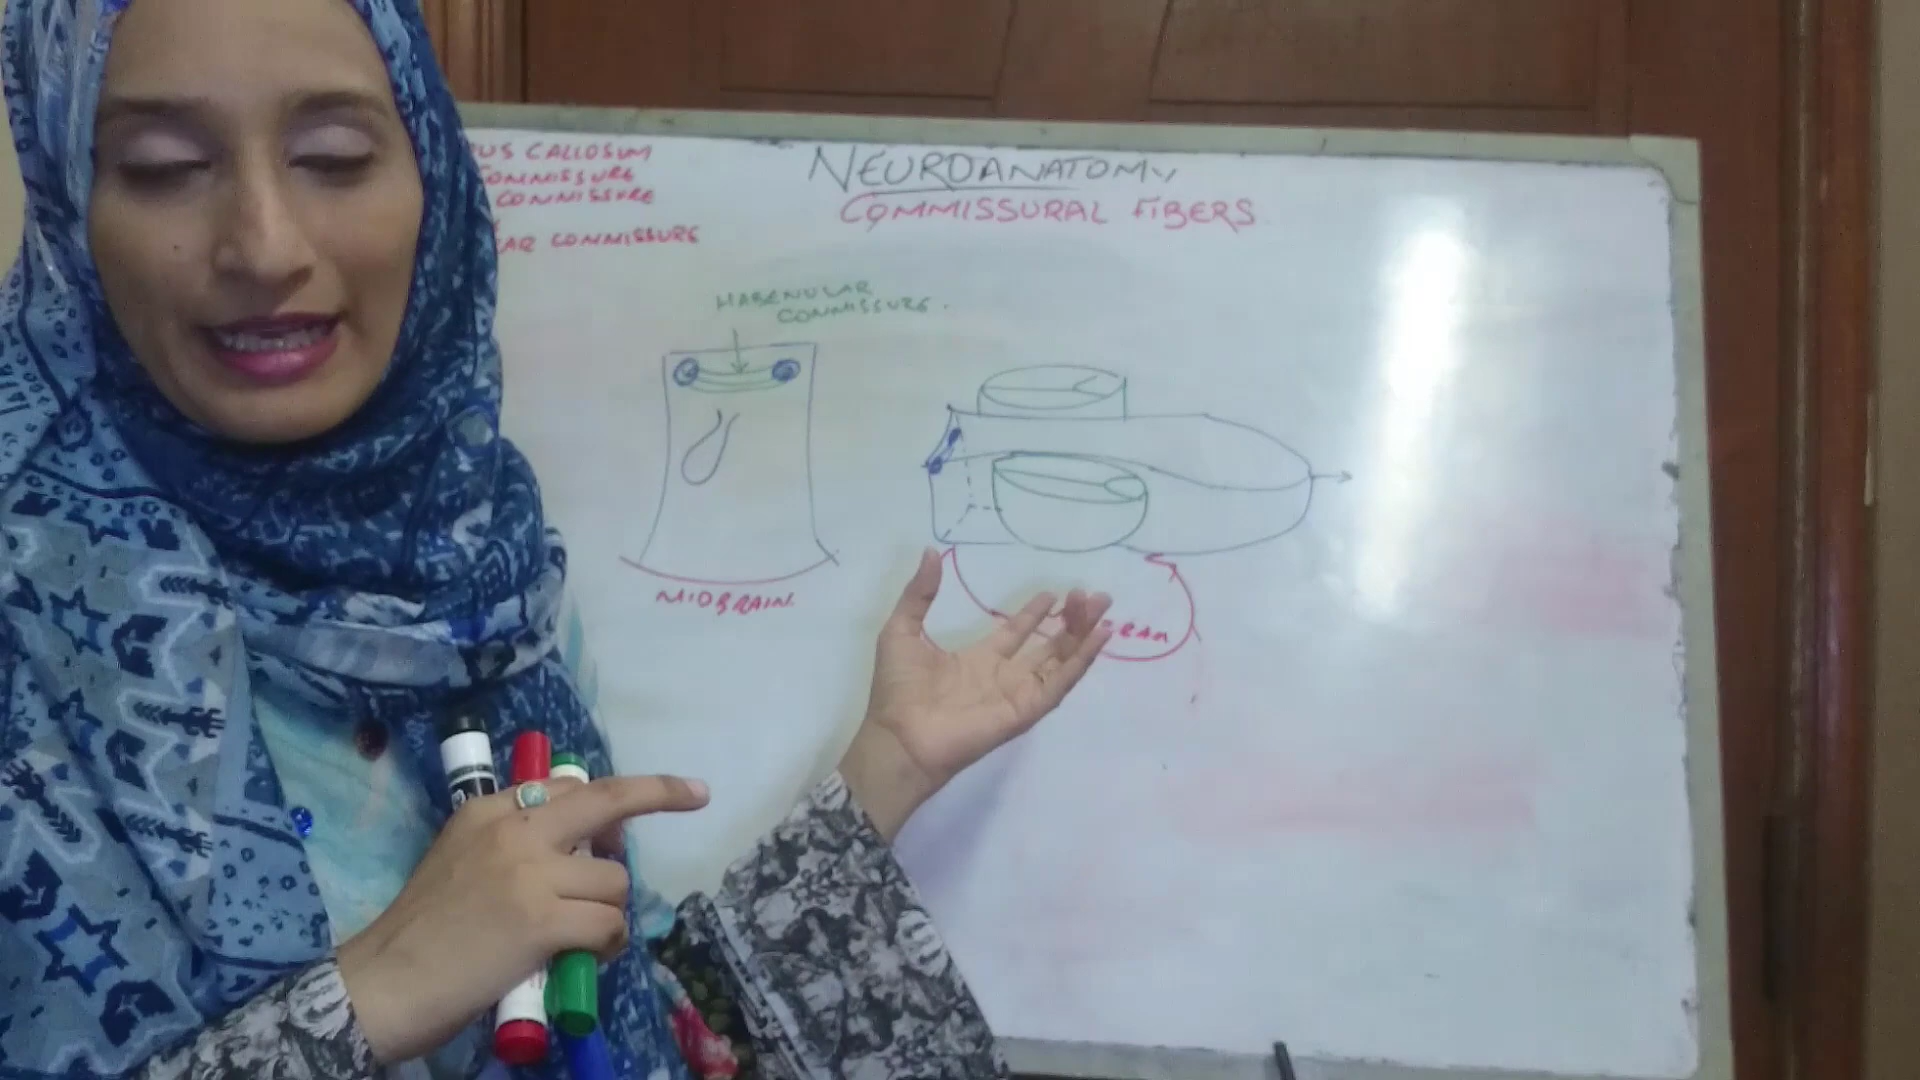 US CALLOSUM
COMMISSURE
COMMISSURE
AR COMMISSURE
NEUROANATOMY
COMMISSURAL FIBERS
HABENULAR
COMMISSURE.
MIDBRAIN.